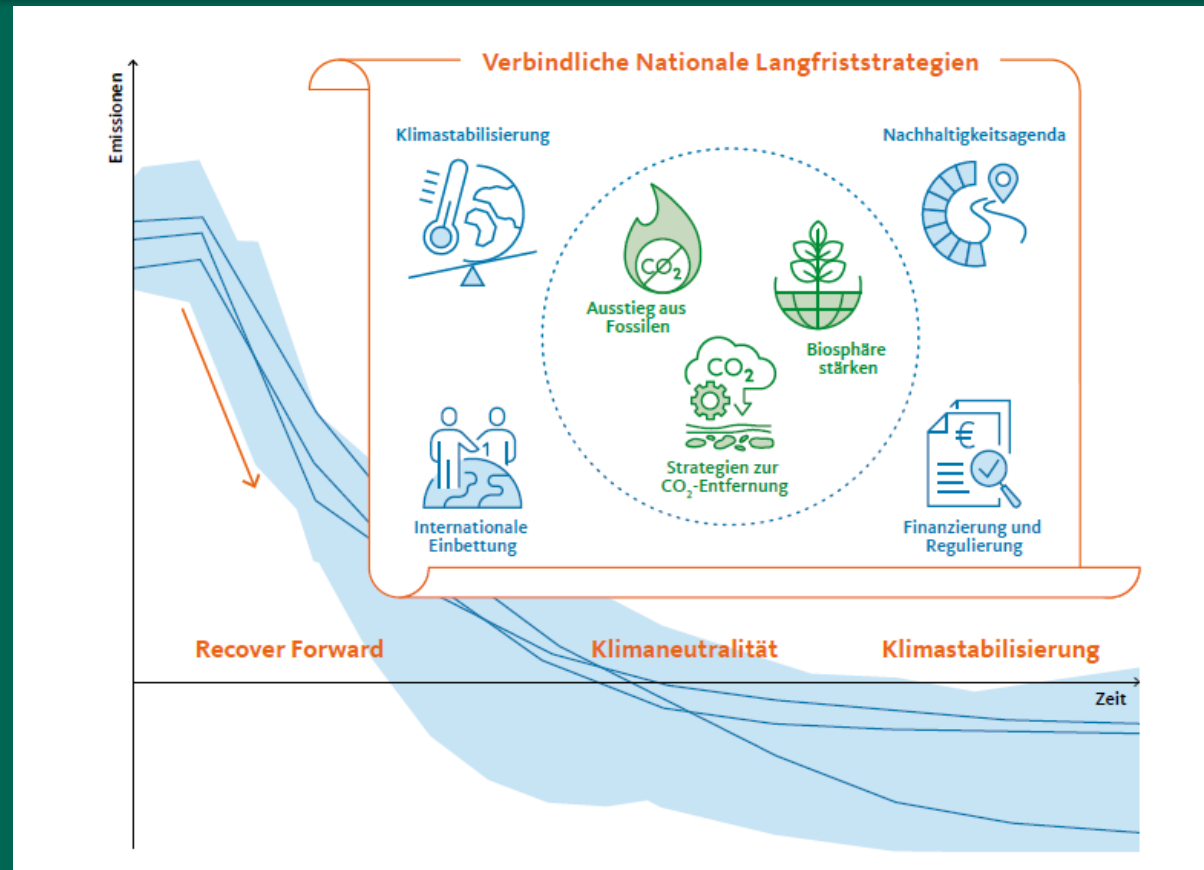 Verbindliche Nationale Langfriststrategien
Emissionen
Klimastabilisierung
Nachhaltigkeitsagenda
CO₂
Ausstieg aus
Fossilen
Biosphäre
stärken
CO₂
Strategien zur
CO₂-Entfernung
Internationale
Einbettung
€
Finanzierung und
Regulierung
Recover Forward
Klimaneutralität
Klimastabilisierung
Zeit